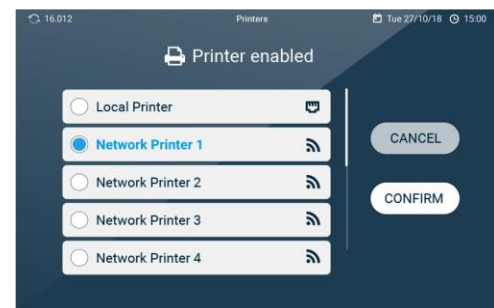 16.012 Printers Tue 27/10/18 15:00
Printer enabled
Local Printer
Network Printer 1
Network Printer 2
Network Printer 3
Network Printer 4
CANCEL
CONFIRM